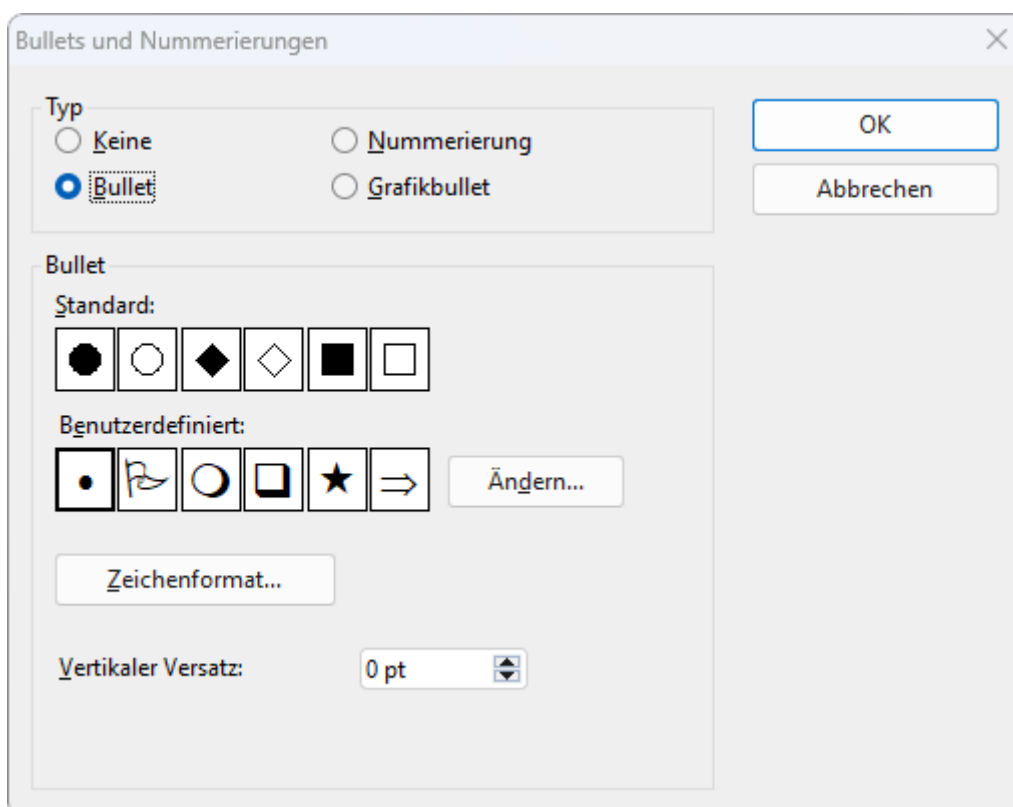 Bullets und Nummerierungen
Typ
Keine
Nummerierung
Bullet
Grafikbullet
OK
Abbrechen
Bullet
Standard:
Benutzerdefiniert:
Ändern...
Zeichenformat...
Vertikaler Versatz:
0 pt